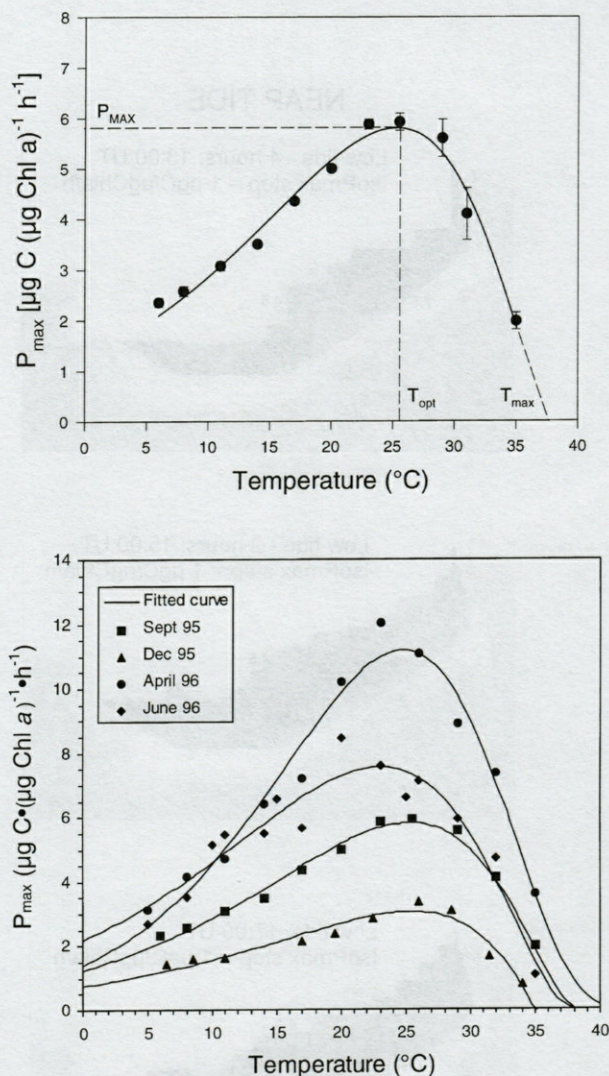 8
7
6
5
4
3
2
1
0
P_max [µg C (µg Chl a)^-1 h^-1]
P_MAX
T_opt
T_max
0 5 10 15 20 25 30 35 40
Temperature (°C)
NEAP TIDE
14
12
10
8
6
4
2
0
P_max (µg C•(µg Chl a)^-1•h^-1)
Fitted curve
Sept 95
Dec 95
April 96
June 96
0 5 10 15 20 25 30 35 40
Temperature (°C)